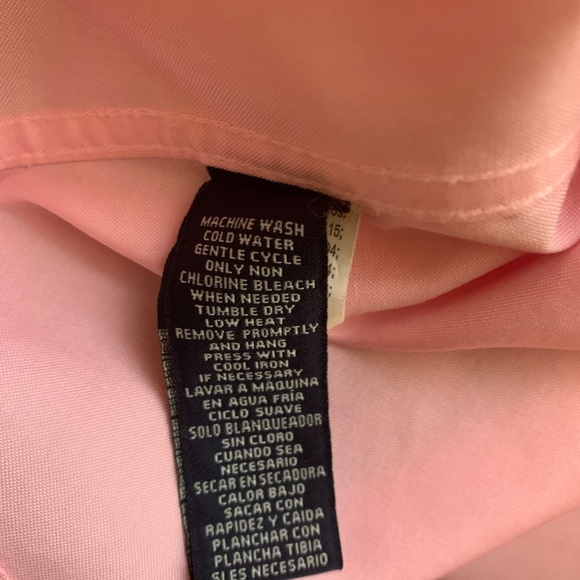 MACHINE WASH
COLD WATER
GENTLE CYCLE
ONLY NON
CHLORINE BLEACH
WHEN NEEDED
TUMBLE DRY
LOW HEAT
REMOVE PROMPTLY
AND HANG
PRESS WITH
COOL IRON
IF NECESSARY
LAVAR A MAQUINA
EN AGUA FRÍA
CICLO SUAVE
SOLO BLANQUEADOR
SIN CLORO
CUANDO SEA
NECESARIO
SECAR EN SECADORA
CALOR BAJO
SACAR CON
RAPIDEZ Y CAIDA
PLANCHAR CON
PLANCHA TIBIA
SI ES NECESARIO
15;